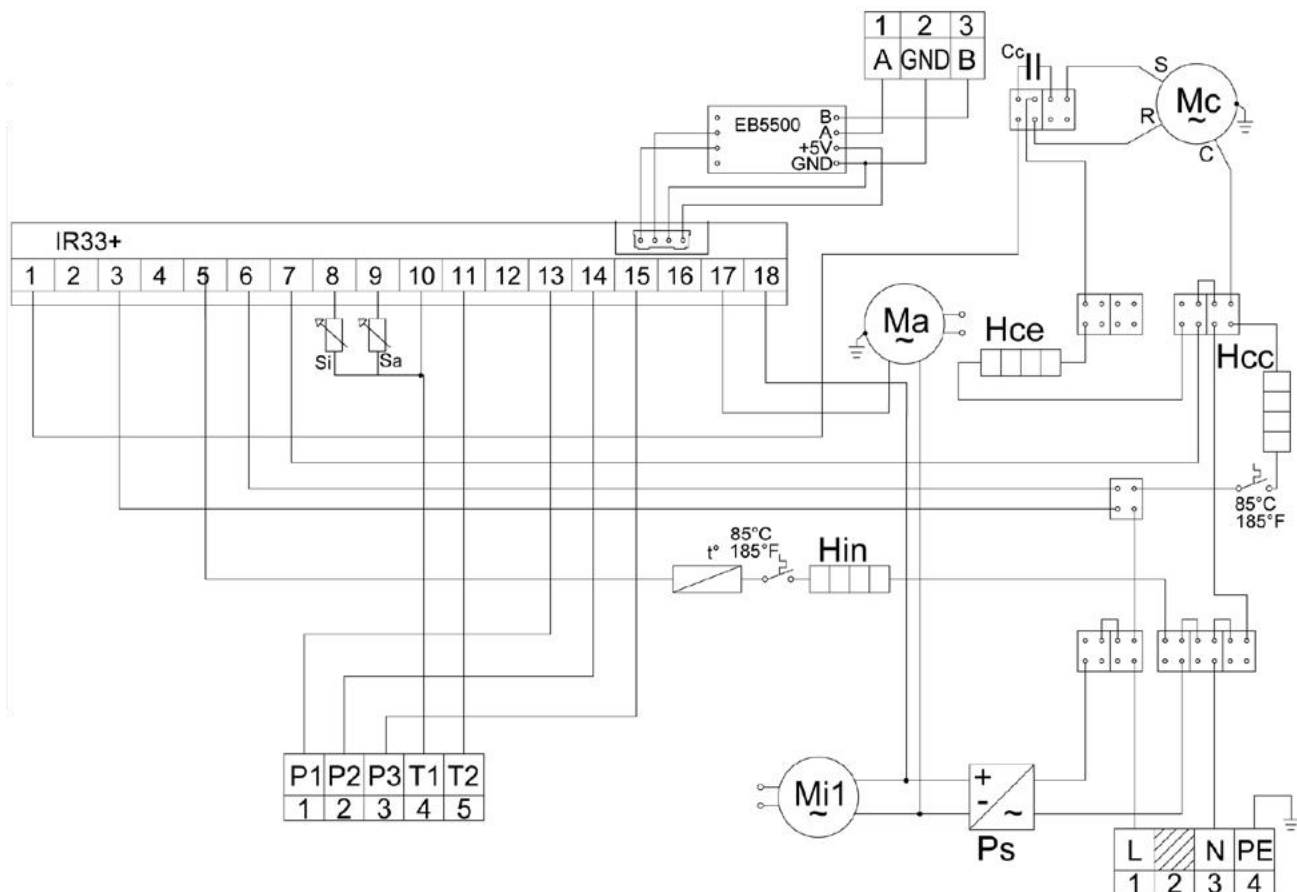 1 2 3
A GND B
Cc
S
Mc
~
R
C
EB5500
B
A
+5V
GND
IR33+
1 2 3 4 5 6 7 8 9 10 11 12 13 14 15 16 17 18
Si
Sa
Ma
~
Hce
Hcc
85°C
185°F
t°
85°C
185°F
Hin
P1 P2 P3 T1 T2
1 2 3 4 5
Mi1
~
+
-
~
Ps
L N PE
1 2 3 4